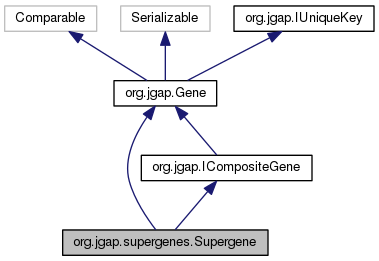 Comparable
Serializable
org.jgap.IUniqueKey
org.jgap.Gene
org.jgap.ICompositeGene
org.jgap.supergenes.Supergene